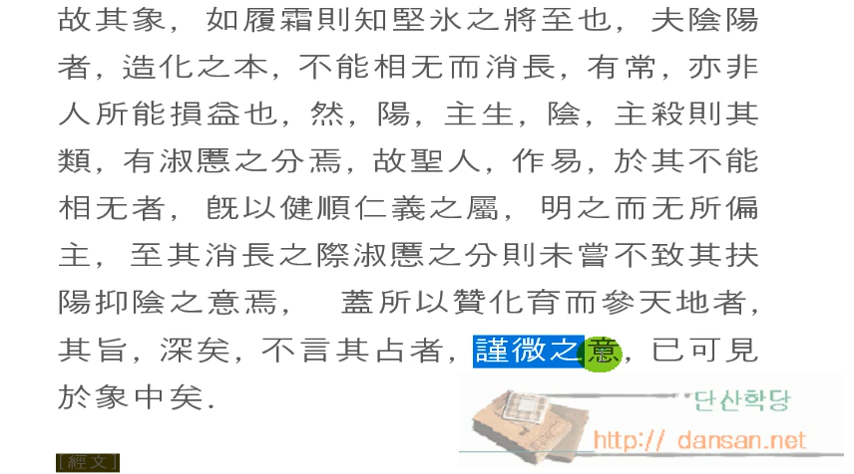 故其象, 如履霜則知堅氷之將至也, 夫陰陽
者, 造化之本, 不能相无而消長, 有常, 亦非
人所能損益也, 然, 陽, 主生, 陰, 主殺則其
類, 有淑慝之分焉, 故聖人, 作易, 於其不能
相无者, 旣以健順仁義之屬, 明之而无所偏
主, 至其消長之際淑慝之分則未嘗不致其扶
陽抑陰之意焉, 蓋所以贊化育而參天地者,
其旨, 深矣, 不言其占者, 謹微之意, 已可見
於象中矣.
단산학당
http:// dansan.net
[經文]